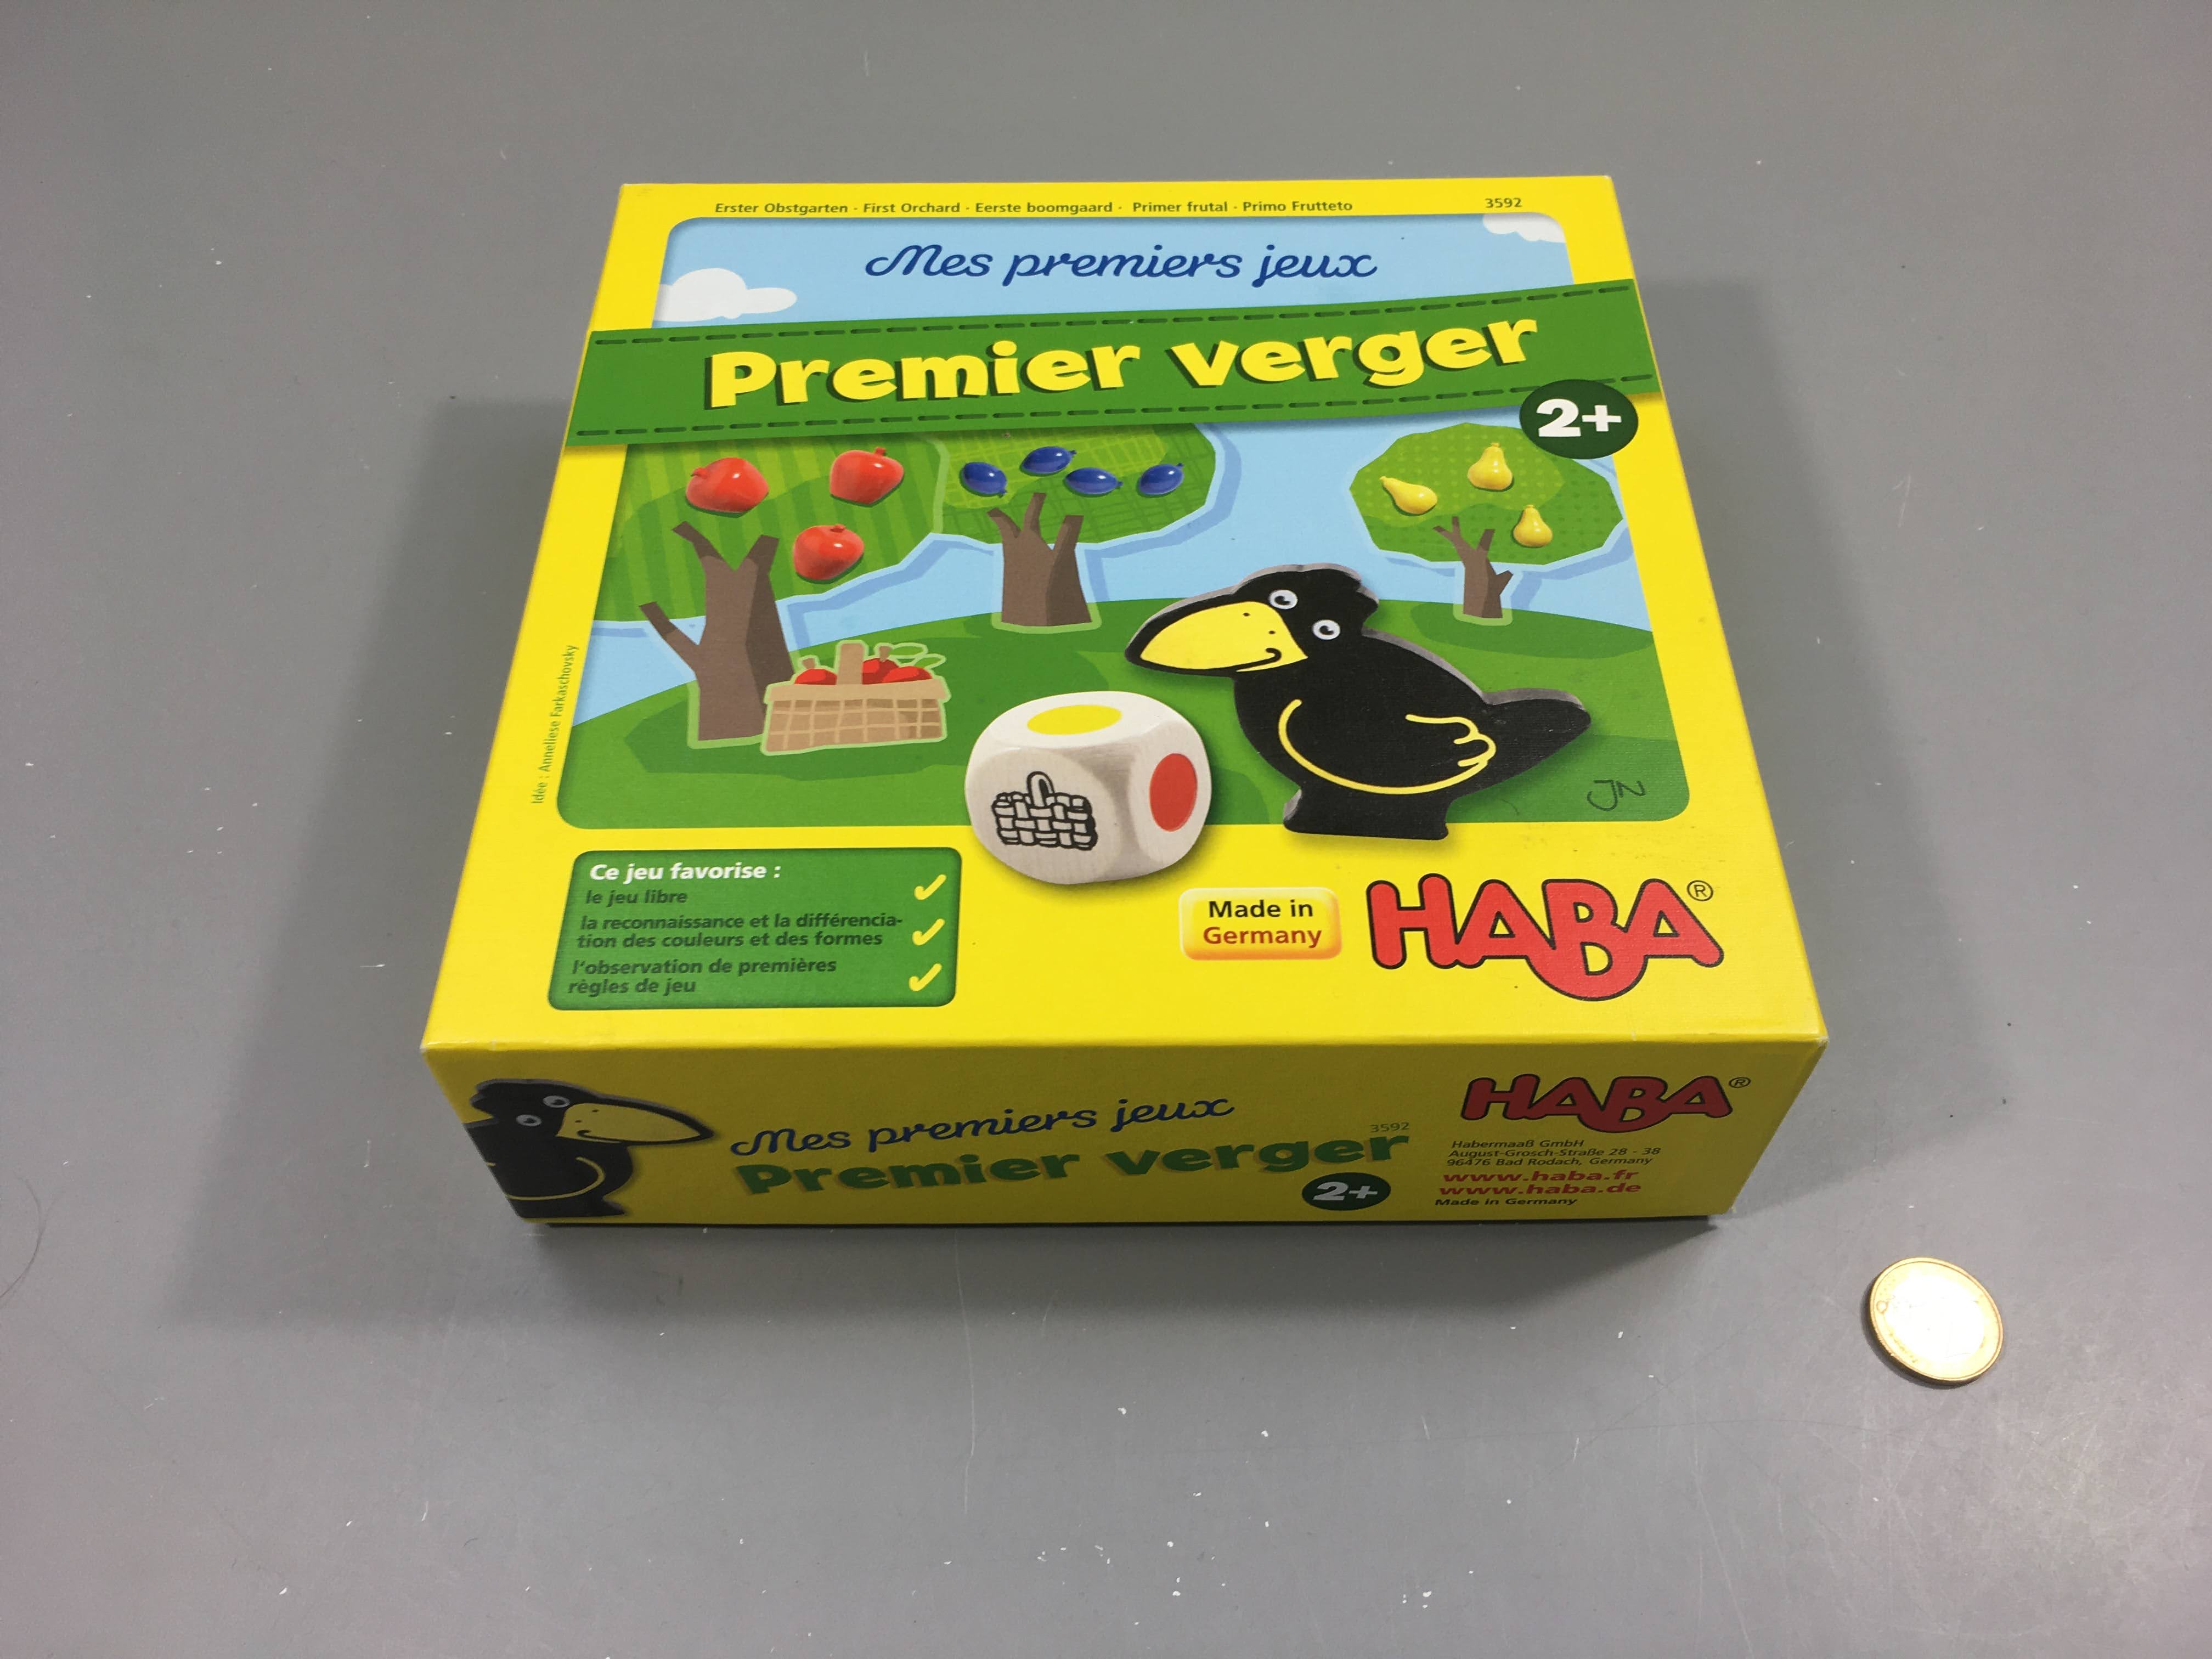 Erster Obstgarten · First Orchard · Eerste boomgaard · Primer frutal · Primo Frutteto
3592
Mes premiers jeux
Premier verger
2+
Idée : Anneliese Farkaschovsky
JN
Ce jeu favorise :
le jeu libre
la reconnaissance et la différencia-
tion des couleurs et des formes
l'observation de premières
règles de jeu
Made in
Germany
HABA®
Mes premiers jeux
3592
Premier verger
2+
HABA®
Habermaaß GmbH
August-Grosch-Straße 28 - 38
96476 Bad Rodach, Germany
www.haba.fr
www.haba.de
Made in Germany